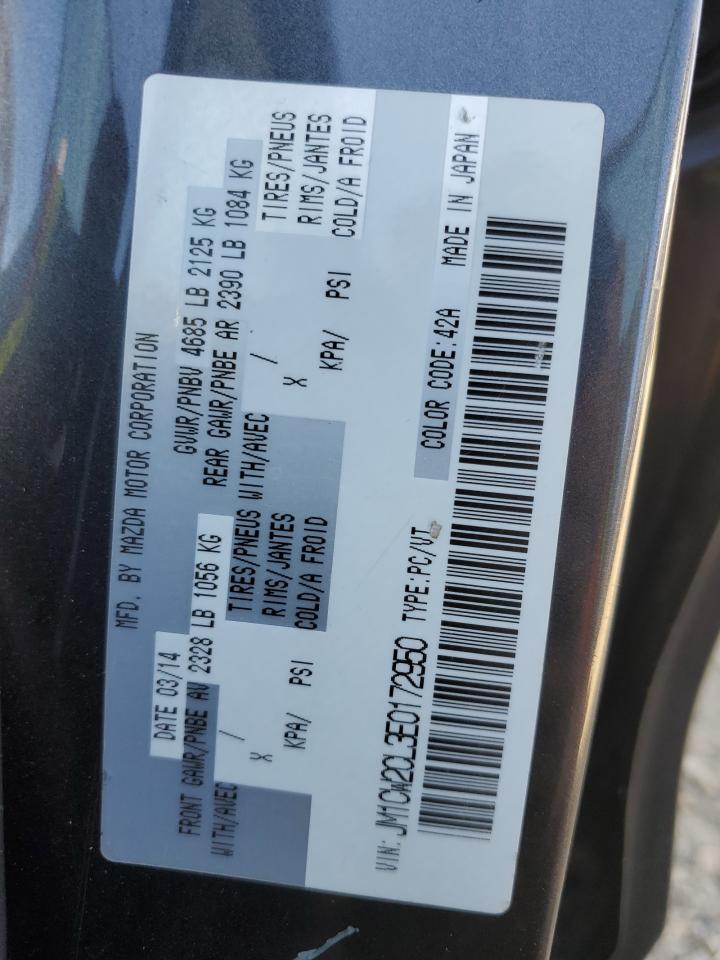 MFD. BY MAZDA MOTOR CORPORATION
DATE 03/14 GVWR/PNBV 4685 LB 2125 KG
FRONT GAWR/PNBE AV 2328 LB 1056 KG REAR GAWR/PNBE AR 2390 LB 1084 KG
WITH/AVEC / TIRES/PNEUS WITH/AVEC / TIRES/PNEUS
X RIMS/JANTES X RIMS/JANTES
KPA/ PSI COLD/A FROID KPA/ PSI COLD/A FROID
VIN: JM1CW2CL3E0172950 TYPE:PC/VT COLOR CODE:42A MADE IN JAPAN